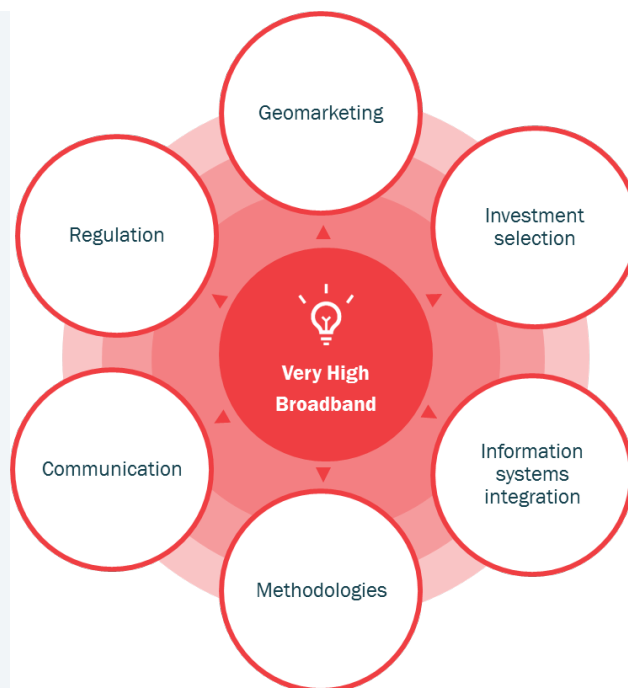 Geomarketing
Investment
selection
Regulation
Very High
Broadband
Communication
Information
systems
integration
Methodologies